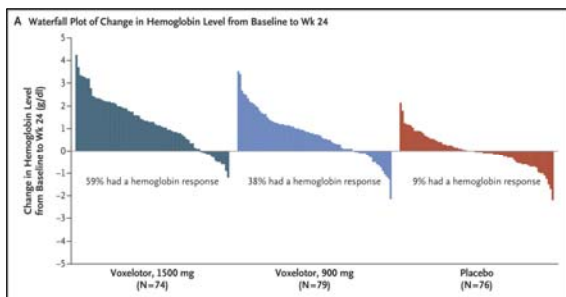 A Waterfall Plot of Change in Hemoglobin Level from Baseline to Wk 24
Change in Hemoglobin Level
from Baseline to Wk 24 (g/dl)
5
4
3
2
1
0
−1
−2
−3
−4
−5
59% had a hemoglobin response
38% had a hemoglobin response
9% had a hemoglobin response
Voxelotor, 1500 mg
(N=74)
Voxelotor, 900 mg
(N=79)
Placebo
(N=76)